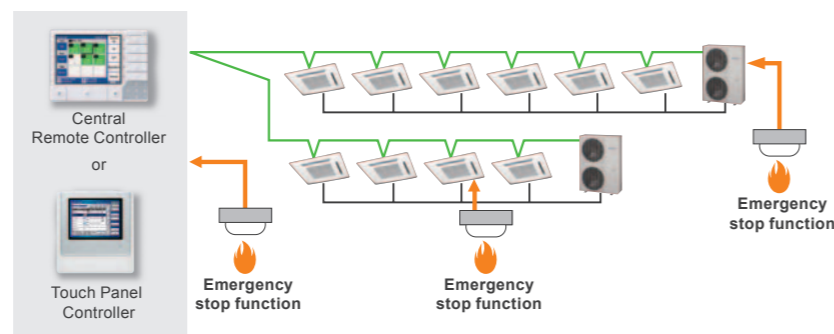 Central
Remote Controller
or
Touch Panel
Controller
Emergency
stop function
Emergency
stop function
Emergency
stop function